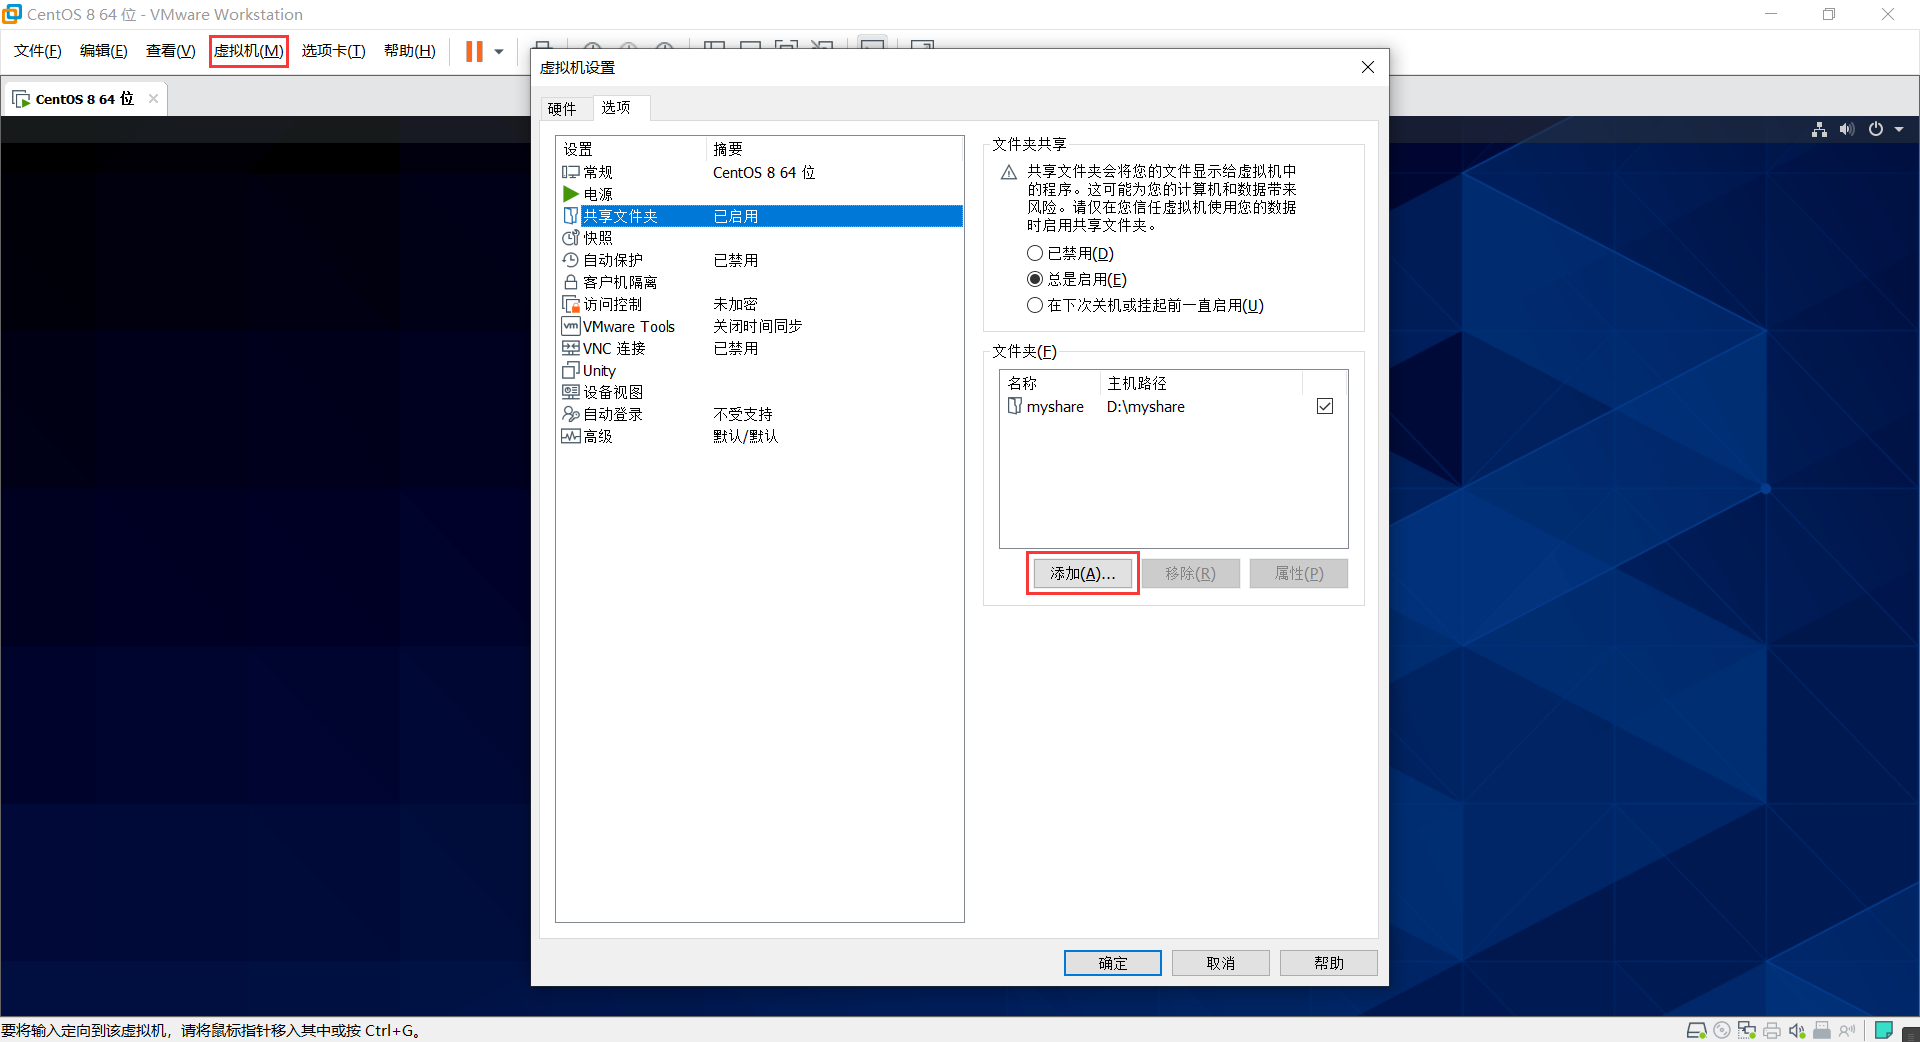 CentOS 8 64 位 - VMware Workstation
文件(F) 编辑(E) 查看(V) 虚拟机(M) 选项卡(T) 帮助(H)
CentOS 8 64 位
虚拟机设置
硬件 选项
设置 摘要
常规 CentOS 8 64 位
电源
共享文件夹 已启用
快照
自动保护 已禁用
客户机隔离
访问控制 未加密
vm VMware Tools 关闭时间同步
VNC 连接 已禁用
Unity
设备视图
自动登录 不受支持
高级 默认/默认
文件夹共享
共享文件夹会将您的文件显示给虚拟机中
的程序。这可能为您的计算机和数据带来
风险。请仅在您信任虚拟机使用您的数据
时启用共享文件夹。
已禁用(D)
总是启用(E)
在下次关机或挂起前一直启用(U)
文件夹(F)
名称 主机路径
myshare D:\myshare
添加(A)... 移除(R) 属性(P)
确定 取消 帮助
要将输入定向到该虚拟机，请将鼠标指针移入其中或按 Ctrl+G。